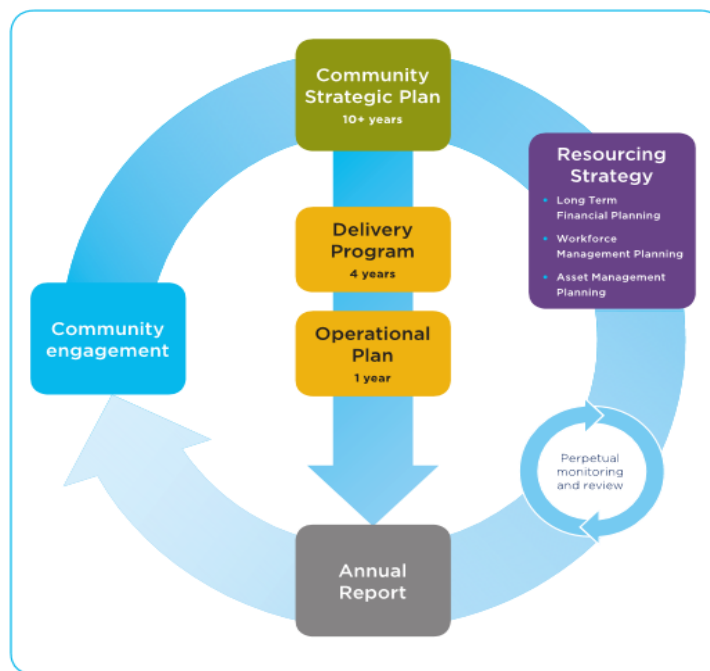 Community
Strategic Plan
10+ years
Resourcing
Strategy
• Long Term
Financial Planning
• Workforce
Management Planning
• Asset Management
Planning
Delivery
Program
4 years
Operational
Plan
1 year
Community
engagement
Perpetual
monitoring
and review
Annual
Report